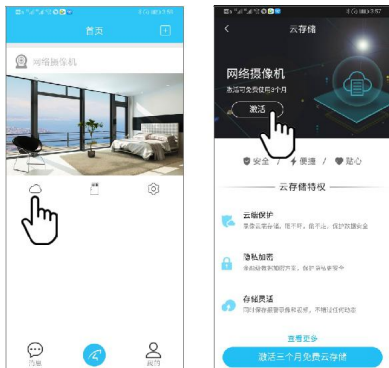 首页
网络摄像机
消息
我的
云存储
网络摄像机
激活可免费使用3个月
激活
安全 / 便捷 / 贴心
云存储特权
云端保护
隐私加密
存储灵活
查看更多
激活三个月免费云存储